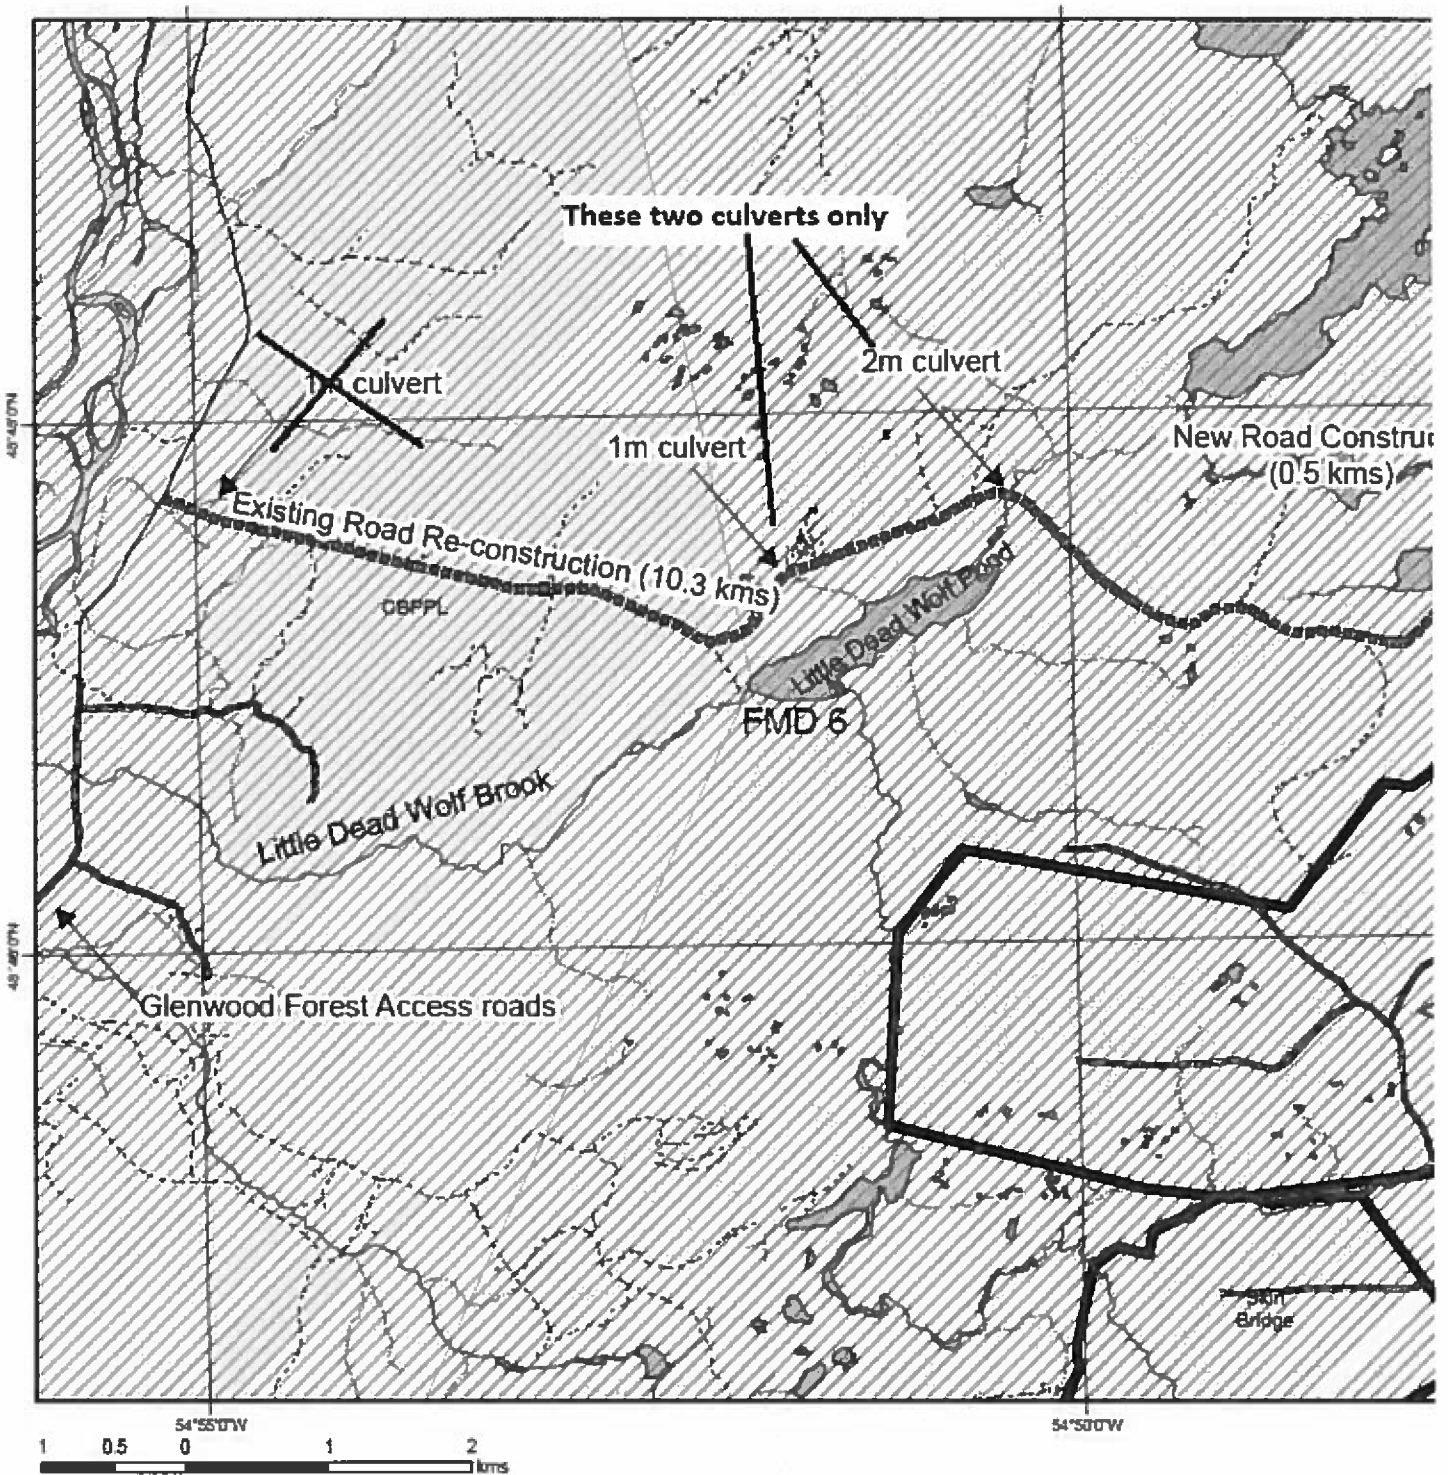 These two culverts only
2m culvert
1m culvert
1m culvert
New Road Constru
(0.5 kms)
Existing Road Re-construction (10.3 kms)
CBPPL
Little Dead Wolf Pond
FMD 6
Little Dead Wolf Brook
Glenwood Forest Access roads
Bridge
54°55'0"W
54°50'0"W
1 0.5 0 1 2
kms